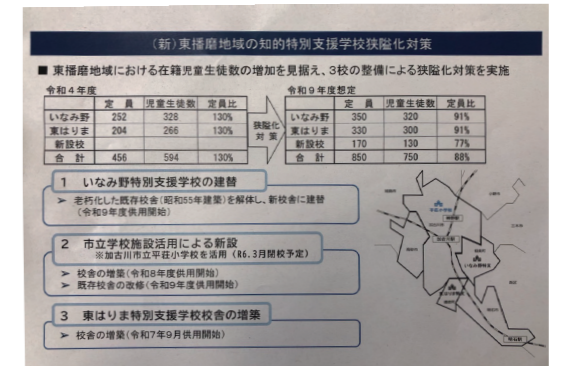 （新）東播磨地域の知的特別支援学校狭隘化対策
■ 東播磨地域における在籍児童生徒数の増加を見据え、3校の整備による狭隘化対策を実施
令和4年度
定 員 児童生徒数 定員比
いなみ野 252 328 130%
東はりま 204 266 130%
新設校
合 計 456 594 130%
狭隘化
対 策
令和9年度想定
定 員 児童生徒数 定員比
いなみ野 350 320 91%
東はりま 330 300 91%
新設校 170 130 77%
合 計 850 750 88%
1 いなみ野特別支援学校の建替
➢ 老朽化した既存校舎(昭和55年建築)を解体し、新校舎に建替
(令和9年度供用開始)
2 市立学校施設活用による新設
※加古川市立平荘小学校を活用（R6.3月閉校予定）
➢ 校舎の増築(令和8年度供用開始)
➢ 既存校舎の改修(令和9年度供用開始)
3 東はりま特別支援学校校舎の増築
➢ 校舎の増築(令和7年9月供用開始)